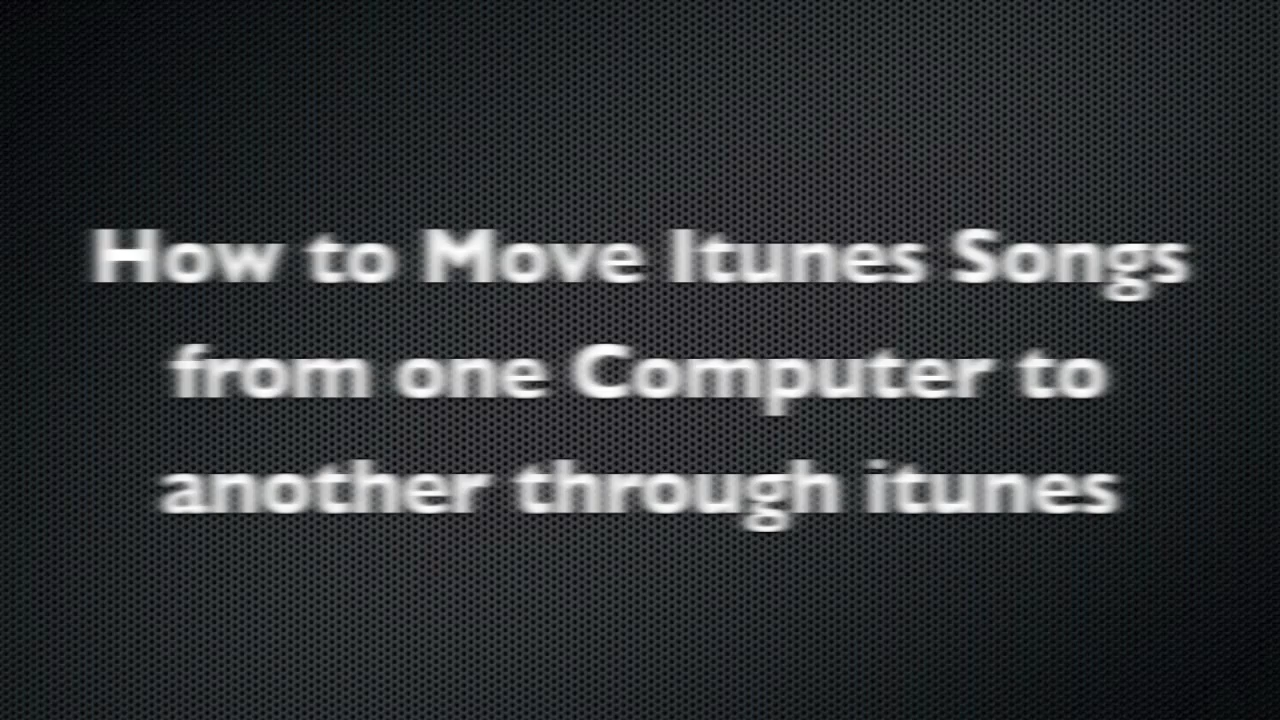 How to Move Itunes Songs
from one Computer to
another through itunes